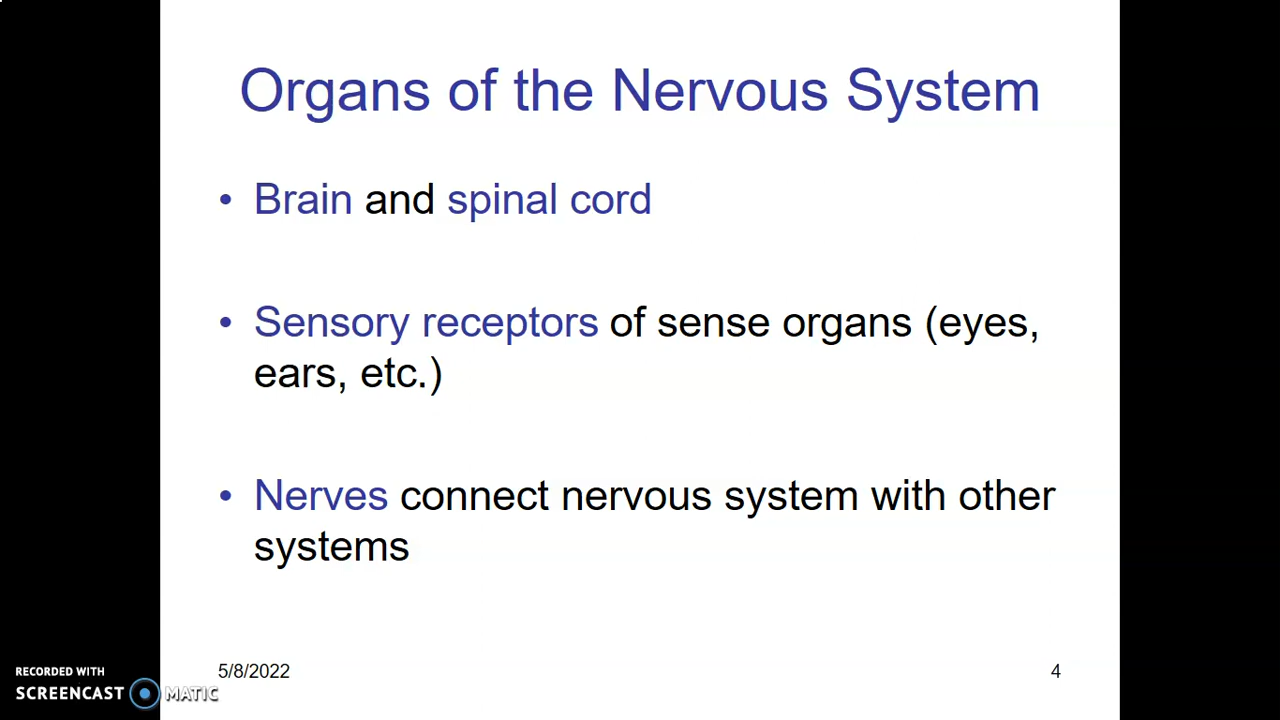 Organs of the Nervous System
• Brain and spinal cord
• Sensory receptors of sense organs (eyes,
ears, etc.)
• Nerves connect nervous system with other
systems
5/8/2022
4
RECORDED WITH
SCREENCAST MATIC